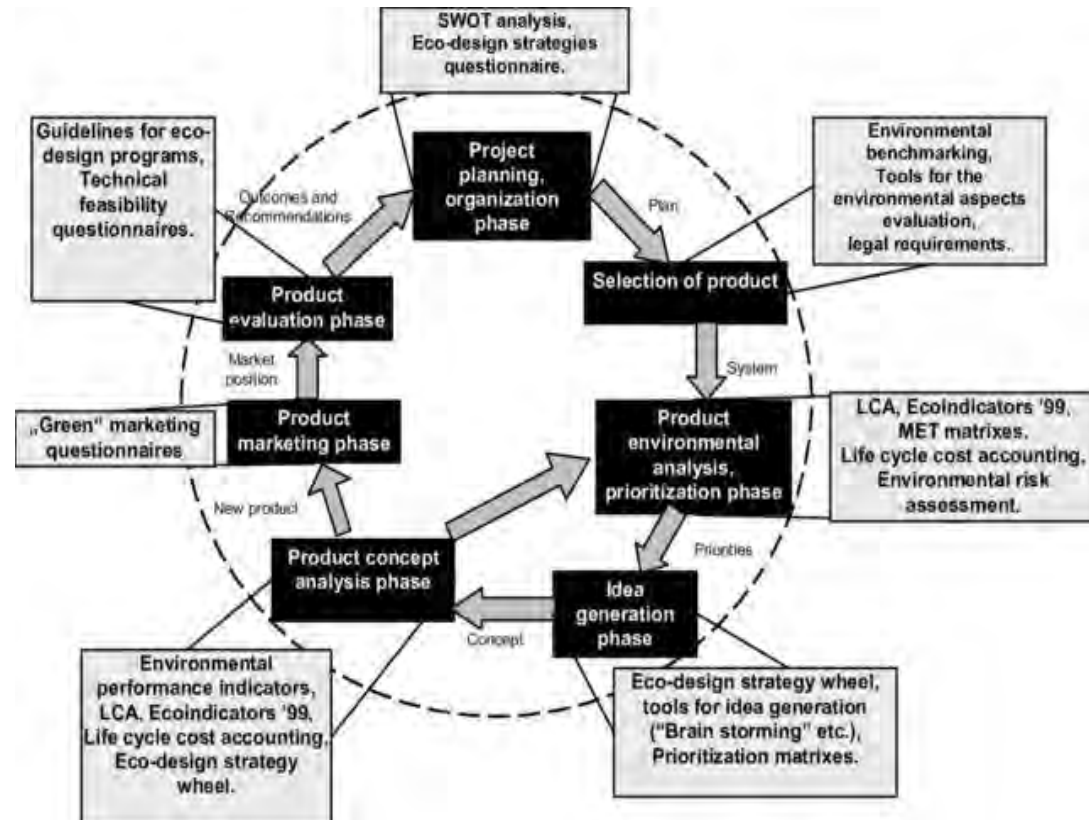 SWOT analysis,
Eco-design strategies
questionnaire.
Guidelines for eco-
design programs,
Technical
feasibility
questionnaires.
Project
planning,
organization
phase
Environmental
benchmarking,
Tools for the
environmental aspects
evaluation,
legal requirements.
Outcomes and
Recommendations
Plan
Selection of product
Product
evaluation phase
Market
position
System
„Green“ marketing
questionnaires
Product
marketing phase
Product
environmental
analysis,
prioritization phase
LCA, Ecoindicators '99,
MET matrixes.
Life cycle cost accounting,
Environmental risk
assessment.
New product
Priorities
Product concept
analysis phase
Idea
generation
phase
Concept
Environmental
performance indicators,
LCA, Ecoindicators '99,
Life cycle cost accounting,
Eco-design strategy
wheel.
Eco-design strategy wheel,
tools for idea generation
(“Brain storming” etc.),
Prioritization matrixes.